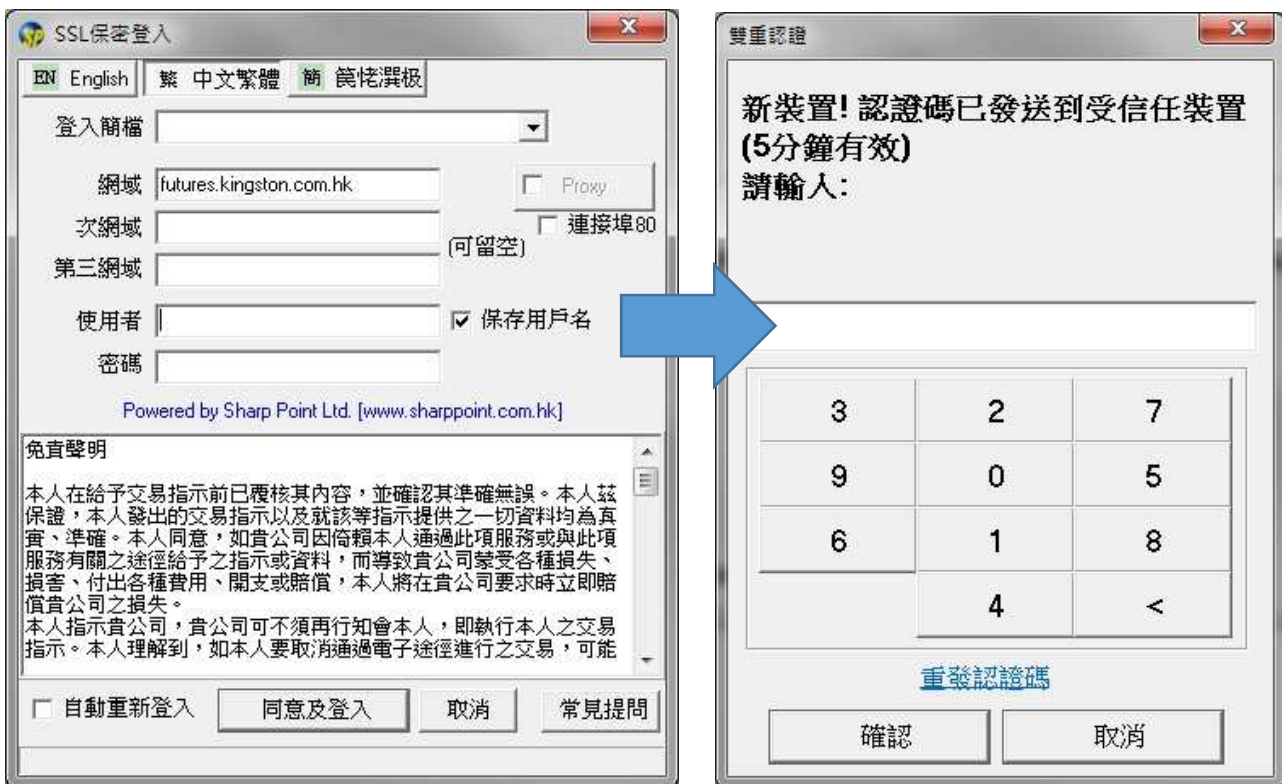 SSL保密登入
EN English 繁 中文繁體 簡 筧恅潠极
登入簡檔
網域 futures.kingston.com.hk Proxy
次網域 連接埠80
(可留空)
第三網域
使用者 保存用戶名
密碼
Powered by Sharp Point Ltd. [www.sharppoint.com.hk]
免責聲明
本人在給予交易指示前已覆核其內容，並確認其準確無誤。本人茲
保證，本人發出的交易指示以及就該等指示提供之一切資料均為真
實、準確。本人同意，如貴公司因倚賴本人通過此項服務或與此項
服務有關之途徑給予之指示或資料，而導致貴公司蒙受各種損失、
損害、付出各種費用、開支或賠償，本人將在貴公司要求時立即賠
償貴公司之損失。
本人指示貴公司，貴公司可不須再行知會本人，即執行本人之交易
指示。本人理解到，如本人要取消通過電子途徑進行之交易，可能
自動重新登入 同意及登入 取消 常見提問
雙重認證
新裝置! 認證碼已發送到受信任裝置
(5分鐘有效)
請輸入:
3 2 7
9 0 5
6 1 8
4 <
重發認證碼
確認 取消